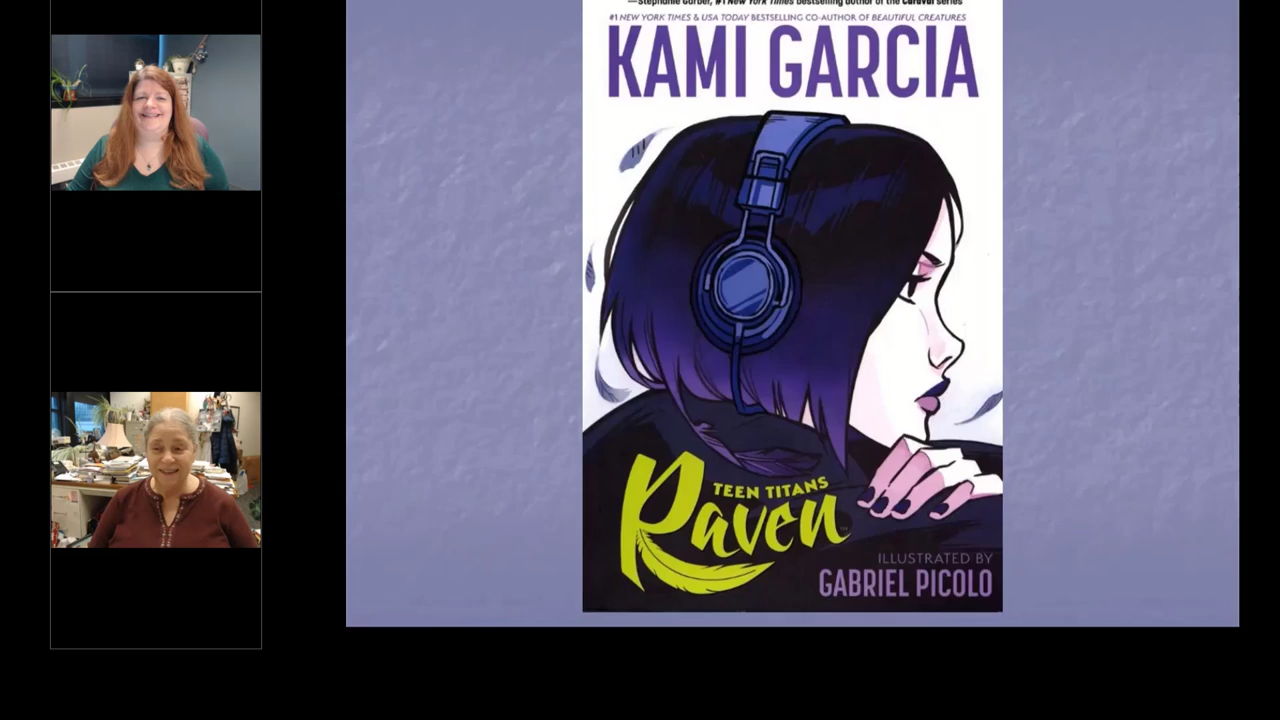 —Stephanie Garber, #1 New York Times bestselling author of the Caraval series
#1 NEW YORK TIMES & USA TODAY BESTSELLING CO-AUTHOR OF BEAUTIFUL CREATURES
KAMI GARCIA
TEEN TITANS
Raven
ILLUSTRATED BY
GABRIEL PICOLO